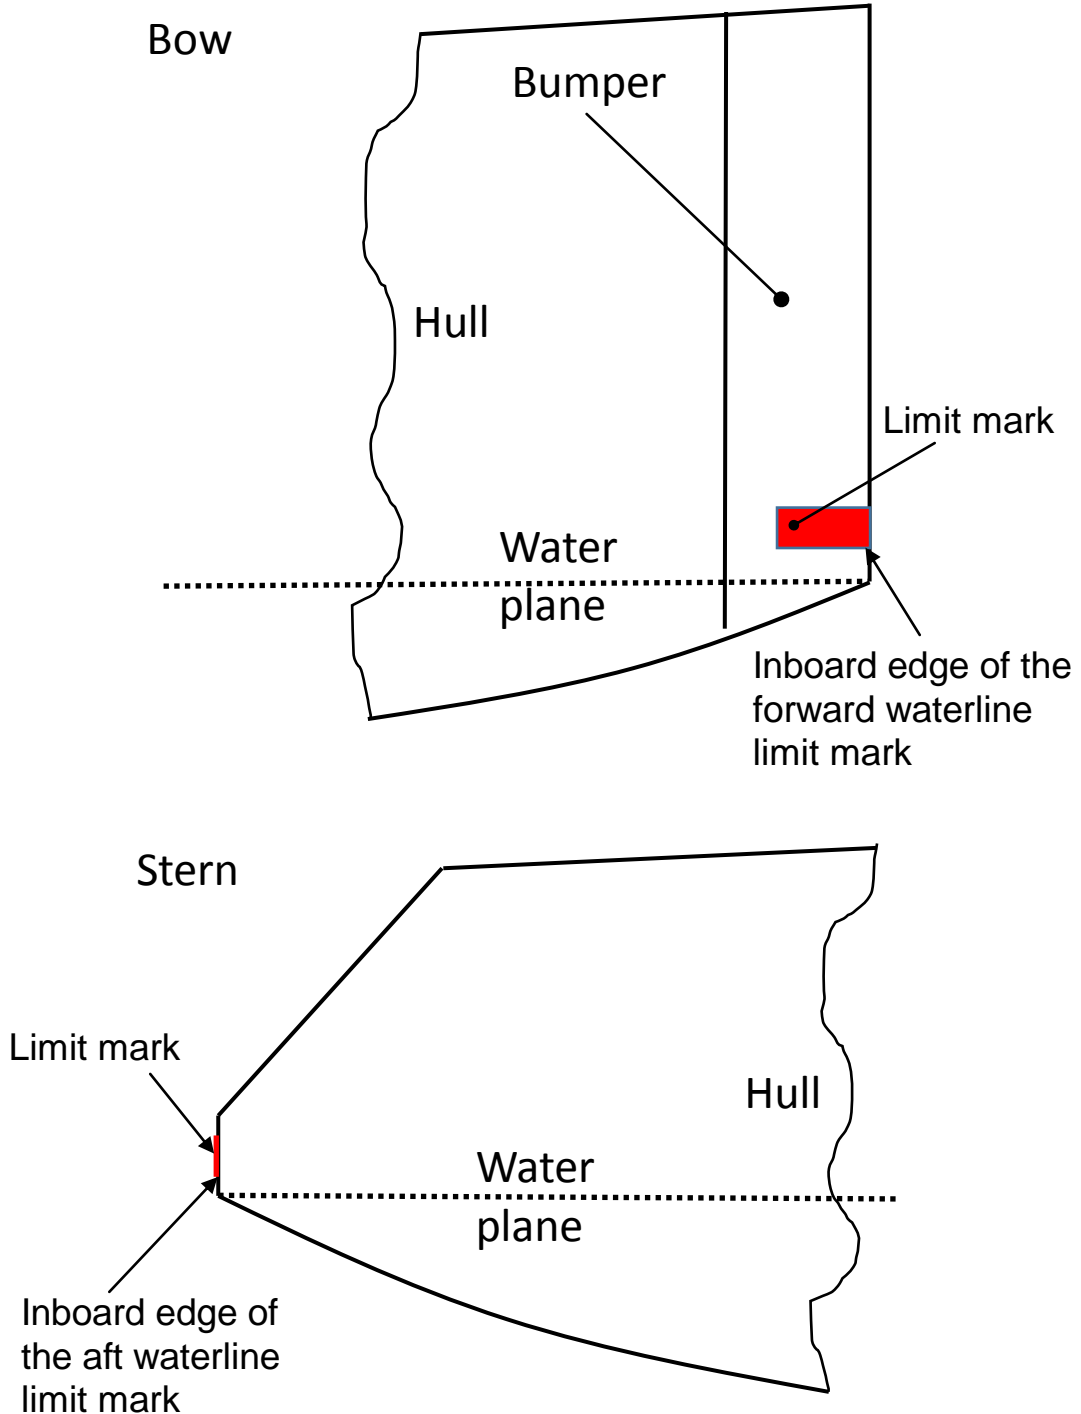 Bow
Bumper
Hull
Limit mark
Water
plane
Inboard edge of the
forward waterline
limit mark
Stern
Limit mark
Hull
Water
plane
Inboard edge of
the aft waterline
limit mark